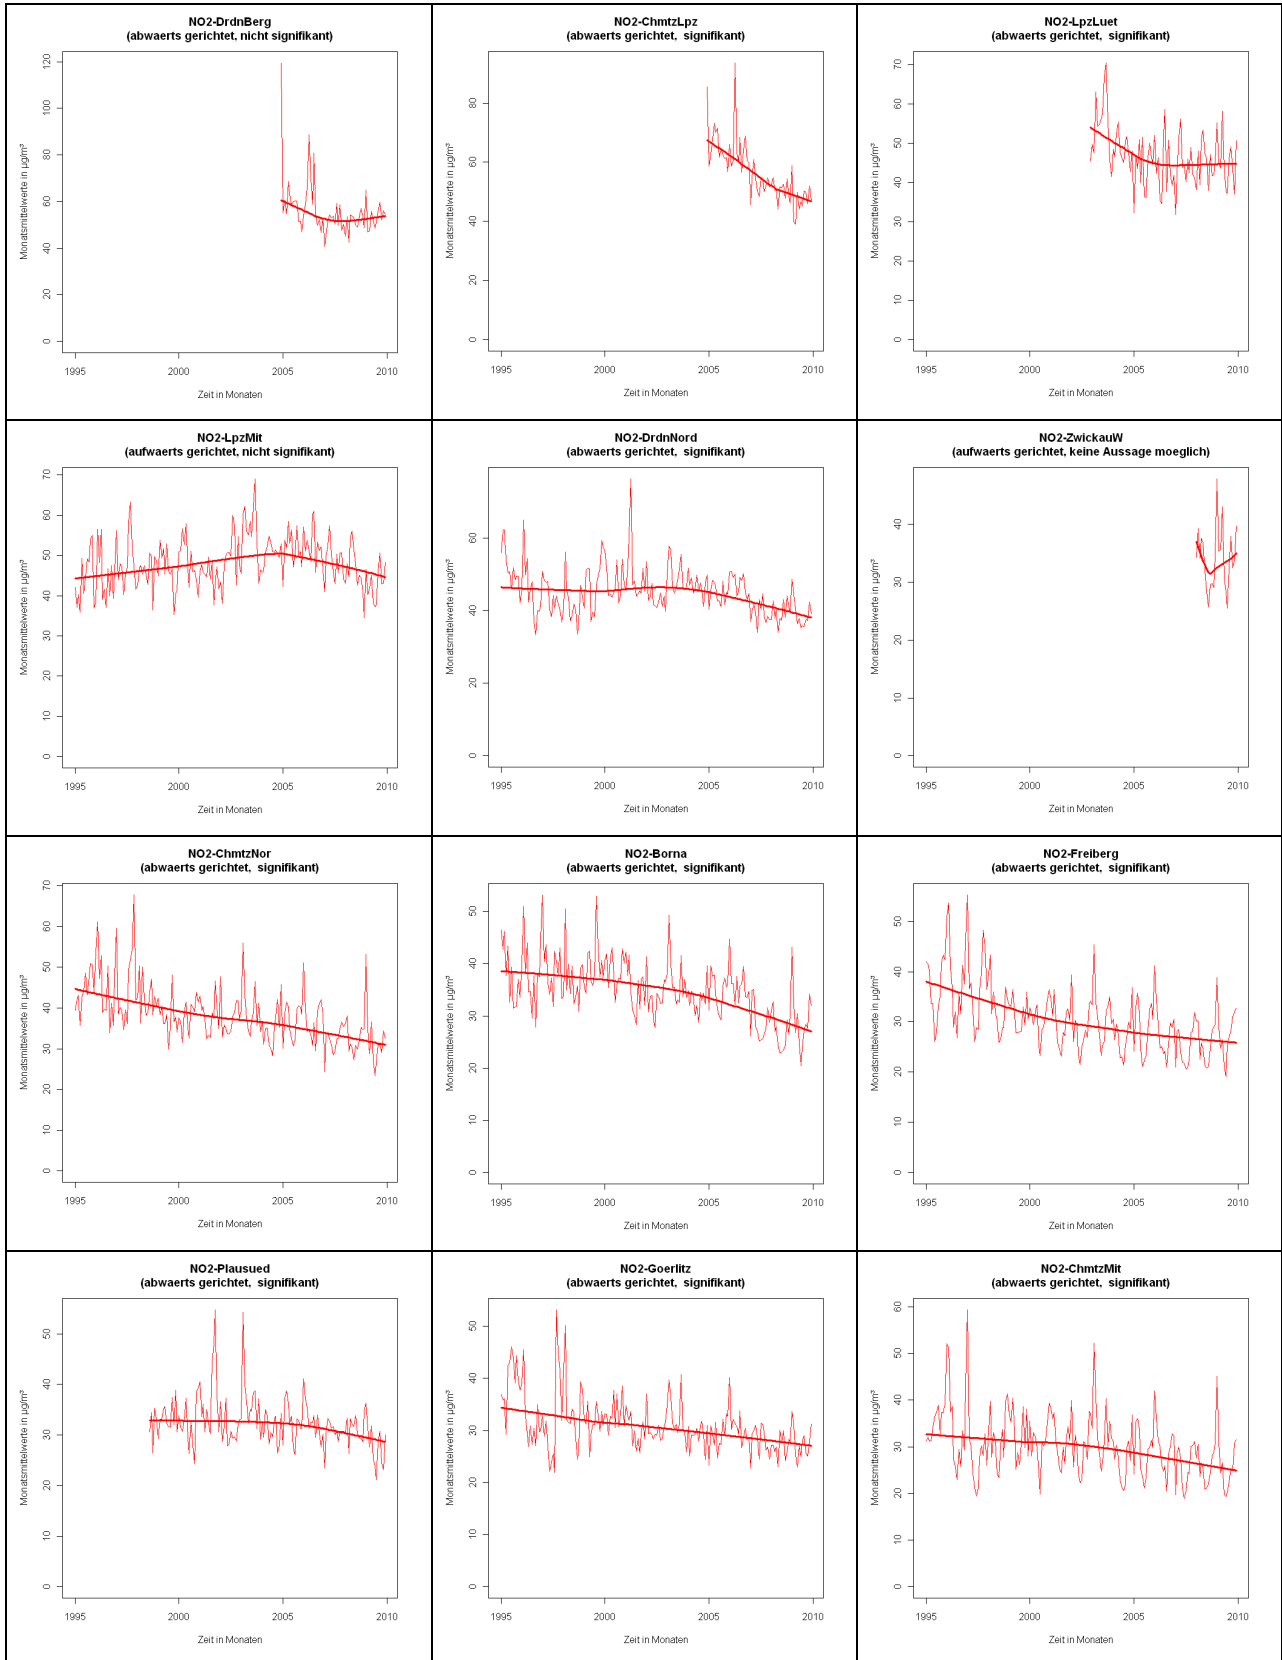 NO2-DrdnBerg
(abwaerts gerichtet, nicht signifikant)
Monatsmittelwerte in µg/m³
0 20 40 60 80 100 120
1995 2000 2005 2010
Zeit in Monaten
NO2-ChmtzLpz
(abwaerts gerichtet, signifikant)
Monatsmittelwerte in µg/m³
0 20 40 60 80
1995 2000 2005 2010
Zeit in Monaten
NO2-LpzLuet
(abwaerts gerichtet, signifikant)
Monatsmittelwerte in µg/m³
0 10 20 30 40 50 60 70
1995 2000 2005 2010
Zeit in Monaten
NO2-LpzMit
(aufwaerts gerichtet, nicht signifikant)
Monatsmittelwerte in µg/m³
0 10 20 30 40 50 60 70
1995 2000 2005 2010
Zeit in Monaten
NO2-DrdnNord
(abwaerts gerichtet, signifikant)
Monatsmittelwerte in µg/m³
0 20 40 60
1995 2000 2005 2010
Zeit in Monaten
NO2-ZwickauW
(aufwaerts gerichtet, keine Aussage moeglich)
Monatsmittelwerte in µg/m³
0 10 20 30 40
1995 2000 2005 2010
Zeit in Monaten
NO2-ChmtzNor
(abwaerts gerichtet, signifikant)
Monatsmittelwerte in µg/m³
0 10 20 30 40 50 60 70
1995 2000 2005 2010
Zeit in Monaten
NO2-Borna
(abwaerts gerichtet, signifikant)
Monatsmittelwerte in µg/m³
0 10 20 30 40 50
1995 2000 2005 2010
Zeit in Monaten
NO2-Freiberg
(abwaerts gerichtet, signifikant)
Monatsmittelwerte in µg/m³
0 10 20 30 40 50
1995 2000 2005 2010
Zeit in Monaten
NO2-Plausued
(abwaerts gerichtet, signifikant)
Monatsmittelwerte in µg/m³
0 10 20 30 40 50
1995 2000 2005 2010
Zeit in Monaten
NO2-Goerlitz
(abwaerts gerichtet, signifikant)
Monatsmittelwerte in µg/m³
0 10 20 30 40 50
1995 2000 2005 2010
Zeit in Monaten
NO2-ChmtzMit
(abwaerts gerichtet, signifikant)
Monatsmittelwerte in µg/m³
0 10 20 30 40 50 60
1995 2000 2005 2010
Zeit in Monaten